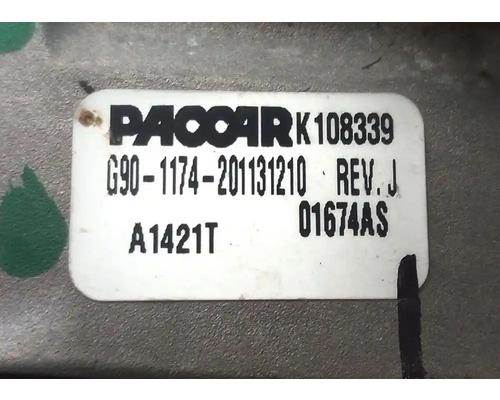 PACCAR K108339
G90-1174-201131210 REV. J
01674AS
A1421T